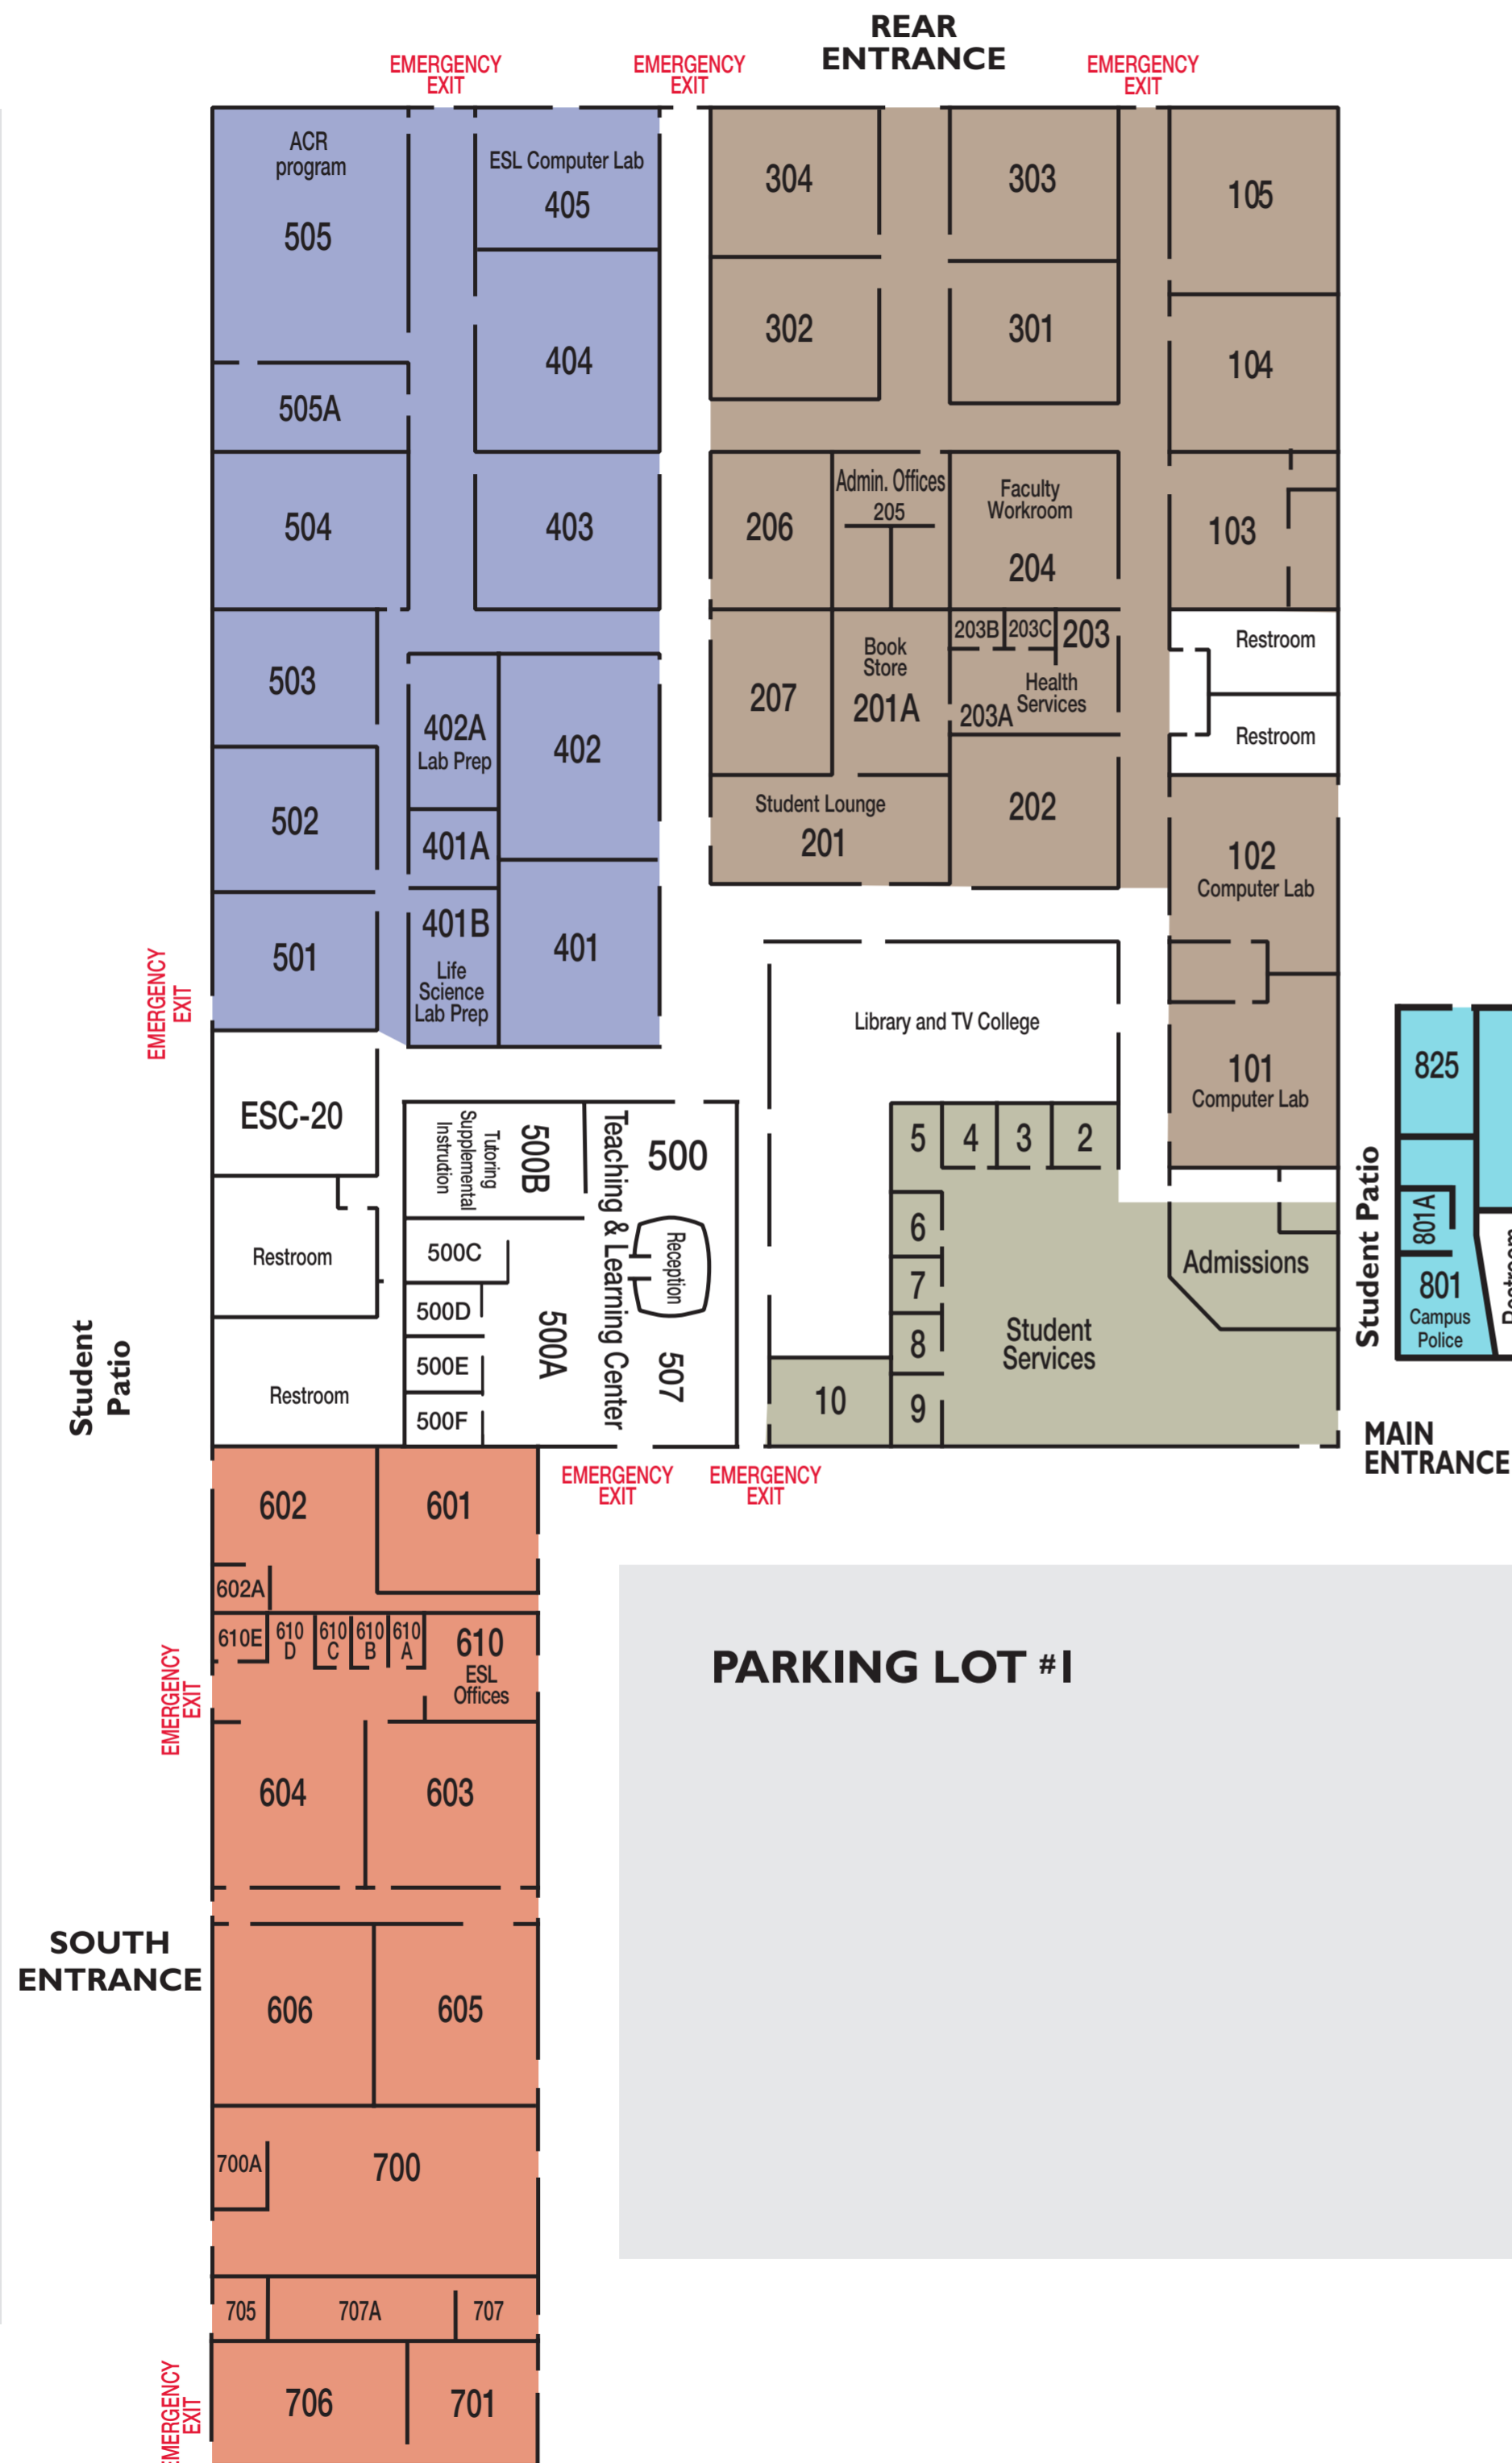 REAR
ENTRANCE
EMERGENCY
EXIT
EMERGENCY
EXIT
EMERGENCY
EXIT
ACR
program
505
ESL Computer Lab
405
304
303
105
302
301
404
104
505A
504
403
206
Admin. Offices
205
Faculty
Workroom
204
103
503
402A
Lab Prep
402
207
Book
Store
201A
203B
203C
203
Health
Services
203A
Restroom
Restroom
502
401A
Student Lounge
201
202
102
Computer Lab
501
401B
Life
Science
Lab Prep
401
EMERGENCY
EXIT
Library and TV College
101
Computer Lab
825
ESC-20
500B
Tutoring
Supplemental
Instruction
Teaching & Learning Center
500
5
4
3
2
Student Patio
801A
801
Campus
Police
Restroom
Restroom
500C
Reception
6
7
Admissions
500D
500A
507
8
Student
Services
Student
Patio
Restroom
500E
500F
10
9
MAIN
ENTRANCE
EMERGENCY
EXIT
EMERGENCY
EXIT
602
601
602A
610E
610
D
610
C
610
B
610
A
610
ESL
Offices
EMERGENCY
EXIT
PARKING LOT #1
604
603
SOUTH
ENTRANCE
606
605
700A
700
705
707A
707
706
701
EMERGENCY
EXIT